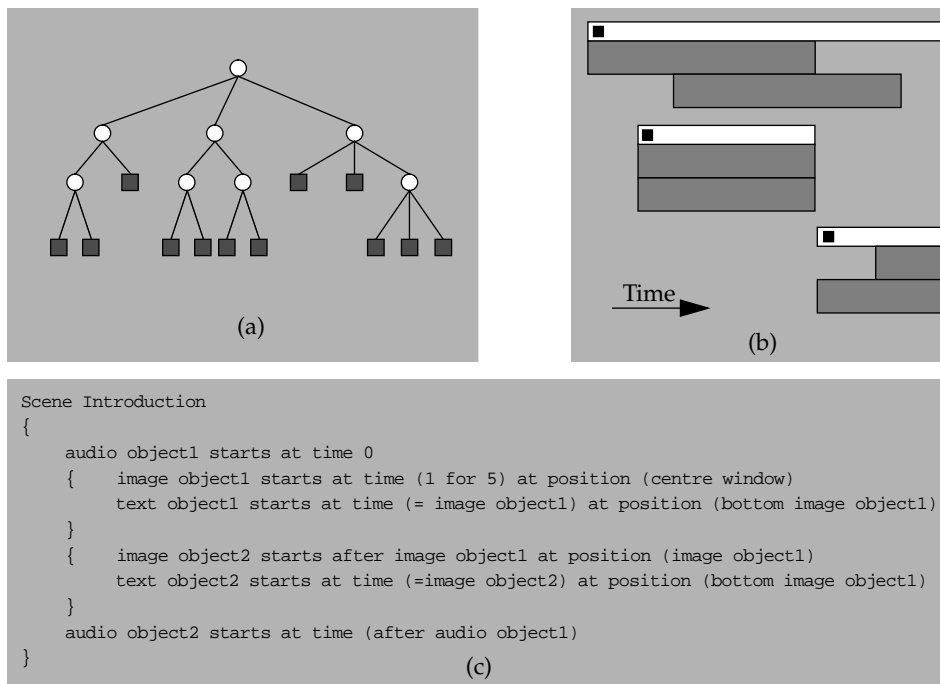 (a)
Time
(b)
Scene Introduction
{
audio object1 starts at time 0
{ image object1 starts at time (1 for 5) at position (centre window)
text object1 starts at time (= image object1) at position (bottom image object1)
}
{ image object2 starts after image object1 at position (image object1)
text object2 starts at time (=image object2) at position (bottom image object1)
}
audio object2 starts at time (after audio object1)
}
(c)